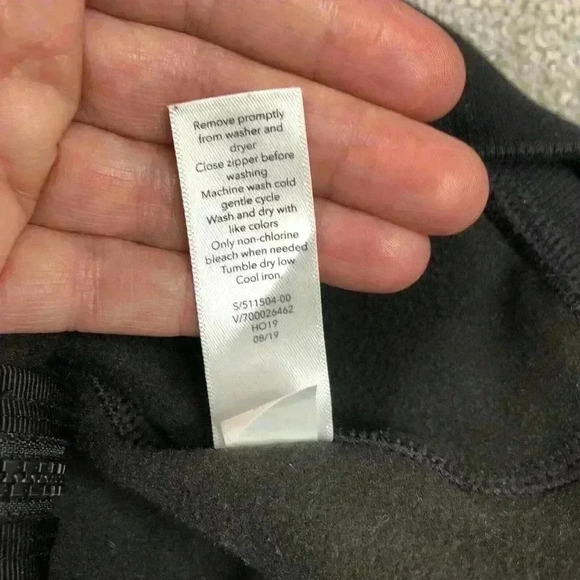 Remove promptly
from washer and
dryer
Close zipper before
washing
Machine wash cold
gentle cycle
Wash and dry with
like colors
Only non-chlorine
bleach when needed
Tumble dry low
Cool iron.
S/511504-00
V/700026462
HO19
08/19